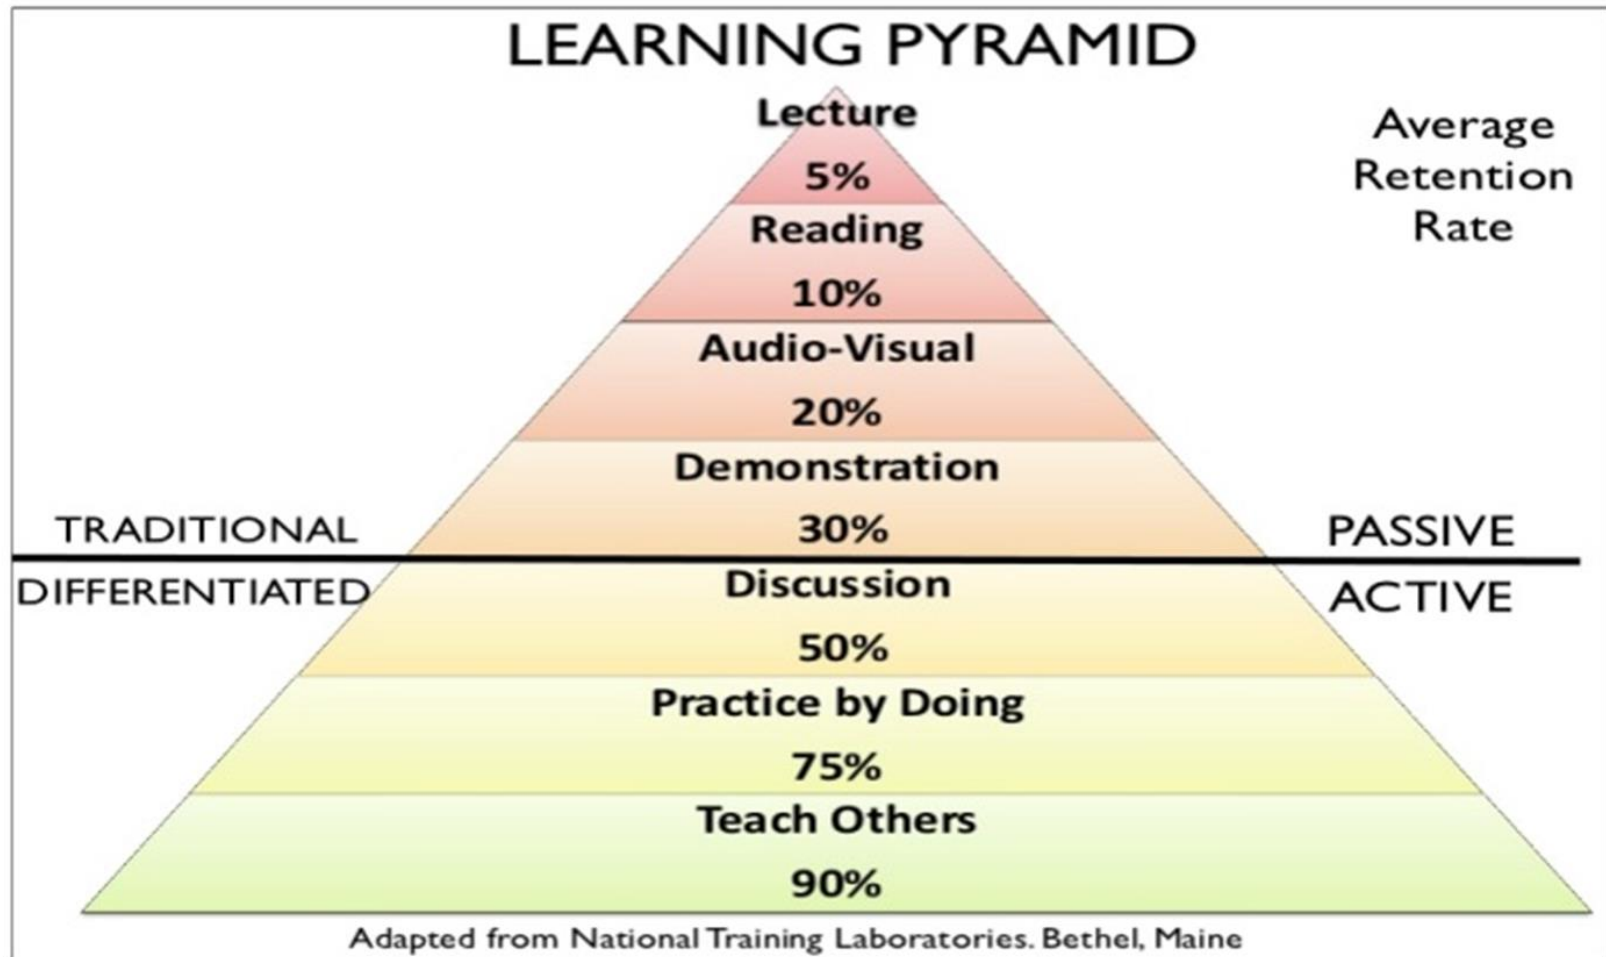 LEARNING PYRAMID
Lecture
5%
Average
Retention
Rate
Reading
10%
Audio-Visual
20%
Demonstration
30%
TRADITIONAL
PASSIVE
DIFFERENTIATED
ACTIVE
Discussion
50%
Practice by Doing
75%
Teach Others
90%
Adapted from National Training Laboratories. Bethel, Maine